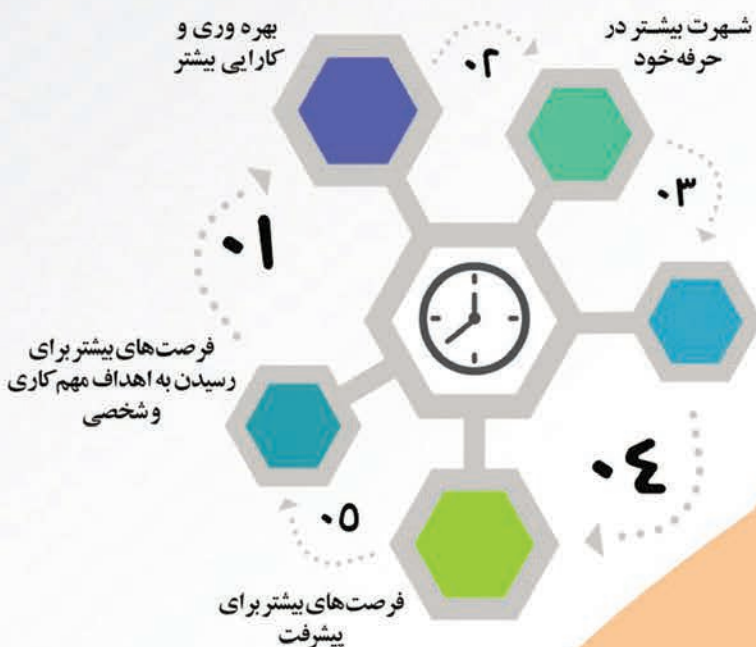 بهره وری و
کارایی بیشتر
۰۱
شهرت بیشتر در
حرفه خود
۰۲
۰۳
۰٤
فرصت‌های بیشتر برای
پیشرفت
۰۵
فرصت‌های بیشتر برای
رسیدن به اهداف مهم کاری
و شخصی